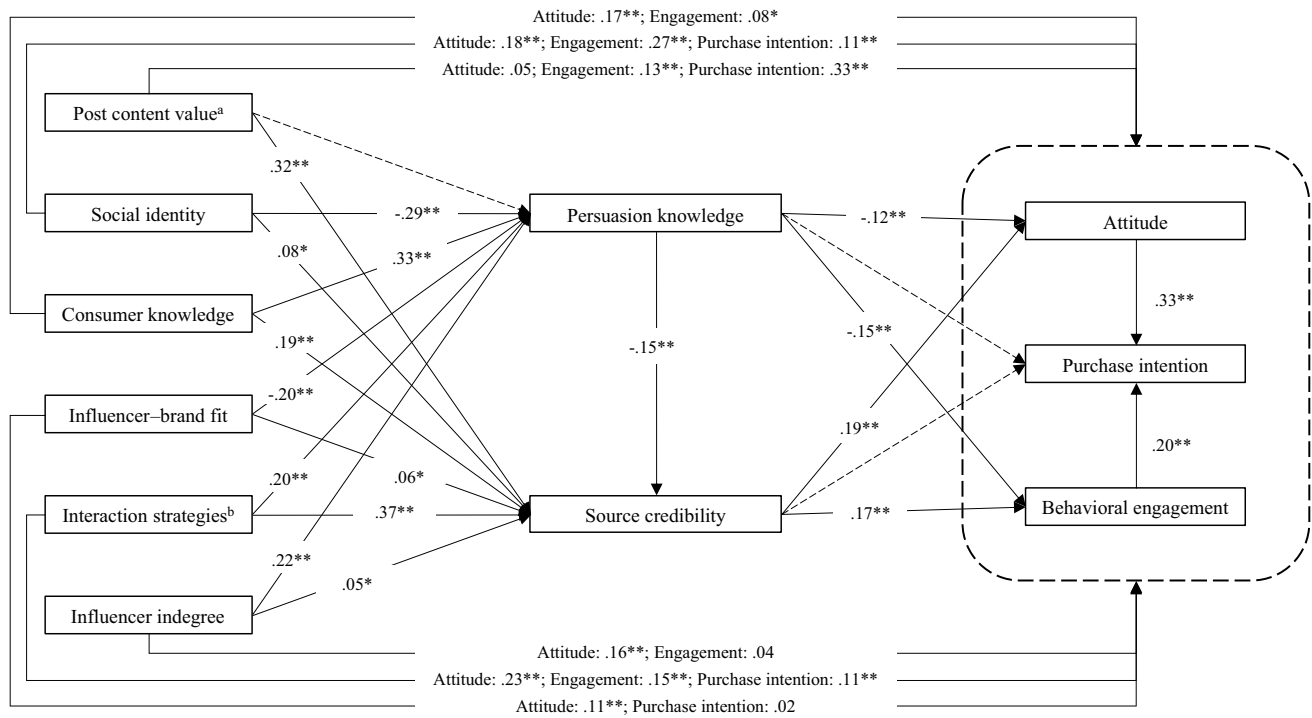 Attitude: .17**; Engagement: .08*
Attitude: .18**; Engagement: .27**; Purchase intention: .11**
Attitude: .05; Engagement: .13**; Purchase intention: .33**
Post content valueᵃ
.32**
Social identity
-.29**
Persuasion knowledge
-.12**
Attitude
.08*
.33**
Consumer knowledge
.33**
.19**
-.15**
-.15**
Purchase intention
-.20**
Influencer–brand fit
.19**
.20**
.06*
.20**
Interaction strategiesᵇ
.37**
Source credibility
.17**
Behavioral engagement
.22**
.05*
Influencer indegree
Attitude: .16**; Engagement: .04
Attitude: .23**; Engagement: .15**; Purchase intention: .11**
Attitude: .11**; Purchase intention: .02